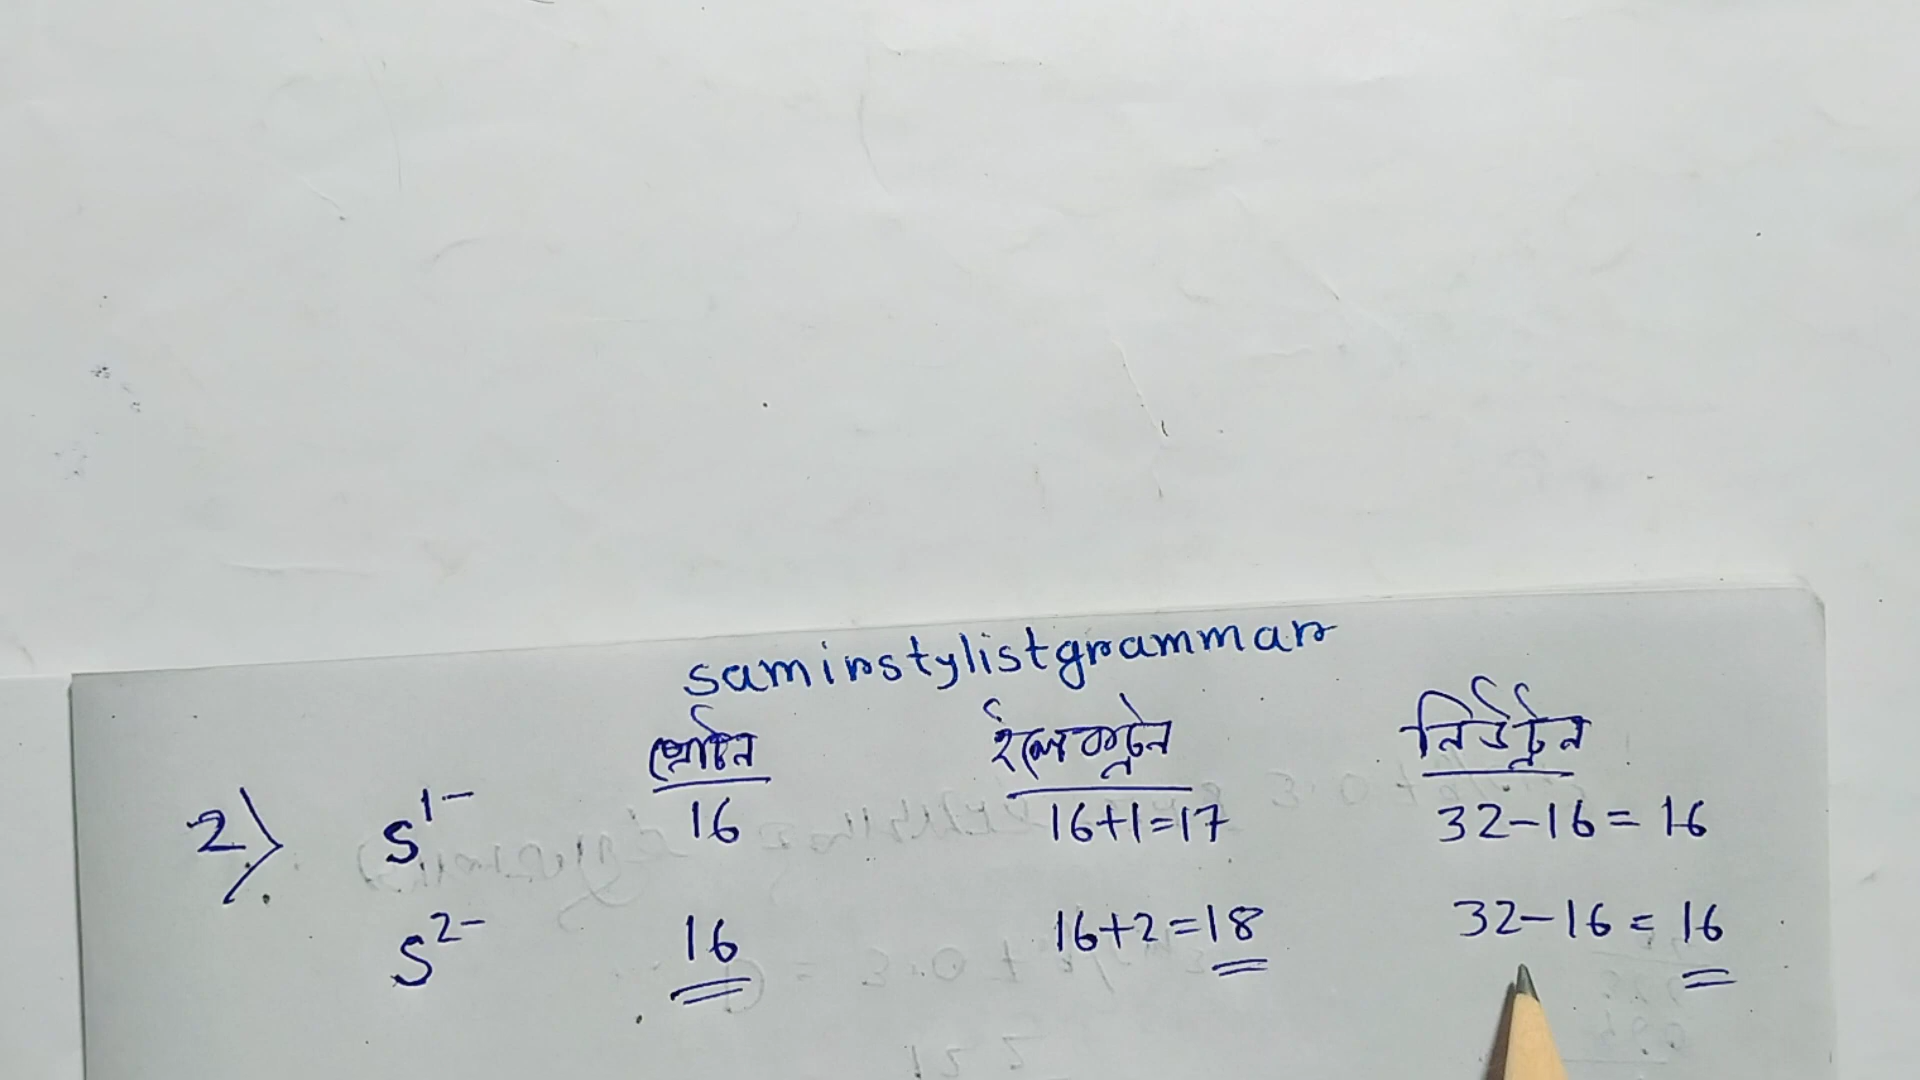 saminstylistgrammar
প্রোটন ইলেকট্রন নিউট্রন
2) S¹⁻ 16 16+1=17 32-16=16
S²⁻ 16 16+2=18 32-16=16